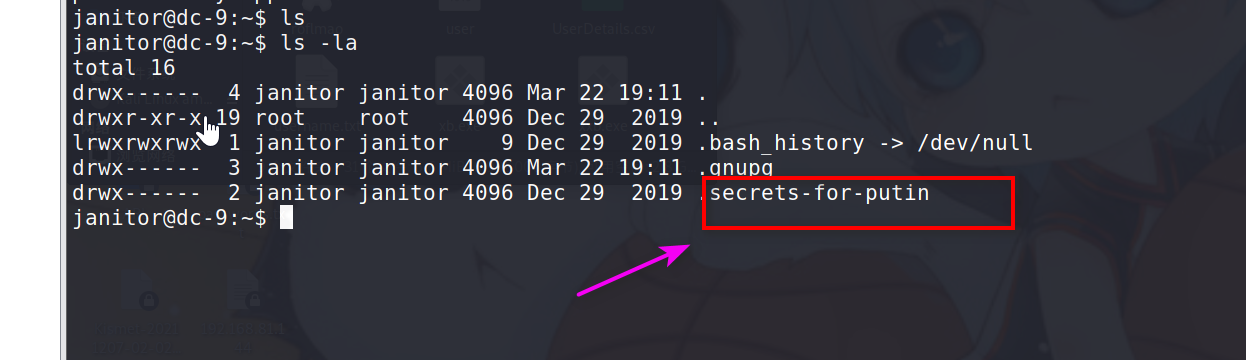 janitor@dc-9:~$ ls
janitor@dc-9:~$ ls -la
total 16
drwx------ 4 janitor janitor 4096 Mar 22 19:11 .
drwxr-xr-x 19 root root 4096 Dec 29 2019 ..
lrwxrwxrwx 1 janitor janitor 9 Dec 29 2019 .bash_history -> /dev/null
drwx------ 3 janitor janitor 4096 Mar 22 19:11 .gnupg
drwx------ 2 janitor janitor 4096 Dec 29 2019 .secrets-for-putin
janitor@dc-9:~$
user
UserDetails.csv